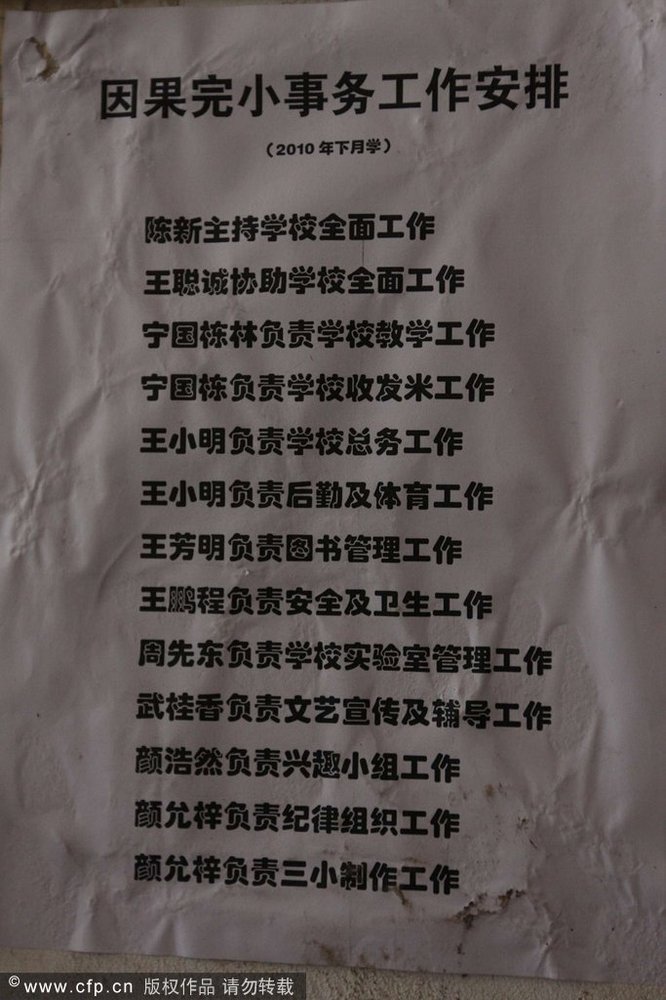 因果完小事务工作安排
（2010 年下月学）
陈新主持学校全面工作
王聪诚协助学校全面工作
宁国栋林负责学校教学工作
宁国栋负责学校收发米工作
王小明负责学校总务工作
王小明负责后勤及体育工作
王芳明负责图书管理工作
王鹏程负责安全及卫生工作
周先东负责学校实验室管理工作
武桂香负责文艺宣传及辅导工作
颜浩然负责兴趣小组工作
颜允梓负责纪律组织工作
颜允梓负责三小制作工作
©www.cfp.cn 版权作品 请勿转载